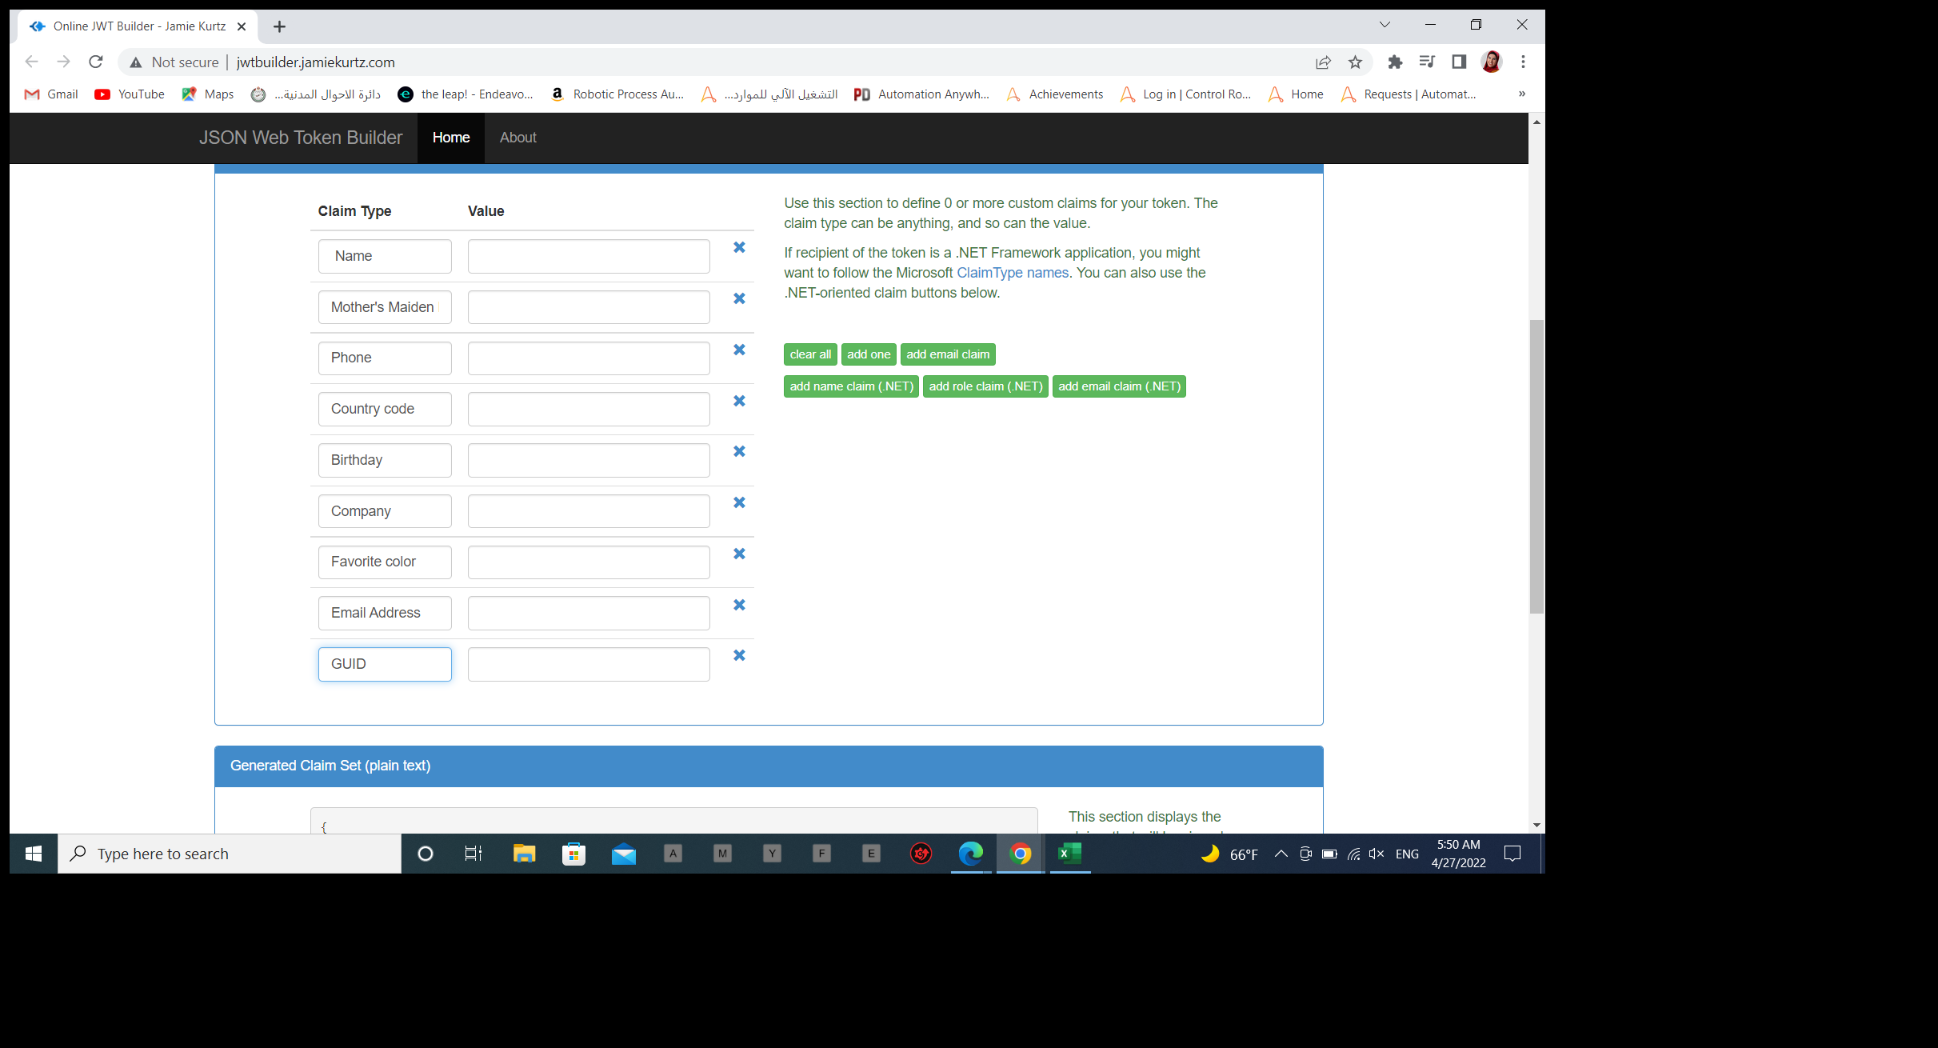 Online JWT Builder - Jamie Kurtz
Not secure | jwtbuilder.jamiekurtz.com
Gmail YouTube Maps دائرة الاحوال المدنية... the leap! - Endeavo... Robotic Process Au... التشغيل الآلي للموارد... Automation Anywh... Achievements Log in | Control Ro... Home Requests | Automat... »
JSON Web Token Builder Home About
Claim Type Value
Name
Mother's Maiden
Phone
Country code
Birthday
Company
Favorite color
Email Address
GUID
Use this section to define 0 or more custom claims for your token. The
claim type can be anything, and so can the value.
If recipient of the token is a .NET Framework application, you might
want to follow the Microsoft ClaimType names. You can also use the
.NET-oriented claim buttons below.
clear all add one add email claim
add name claim (.NET) add role claim (.NET) add email claim (.NET)
Generated Claim Set (plain text)
{
This section displays the
Type here to search A M Y F E 66°F ENG
5:50 AM
4/27/2022